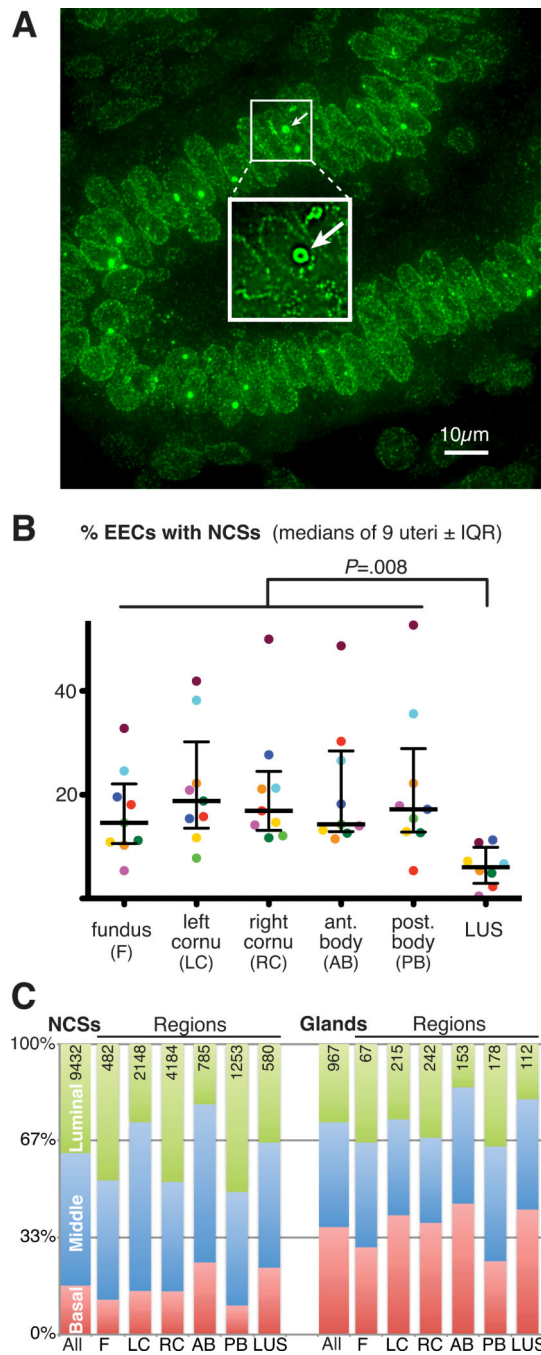 A
10µm
B
% EECs with NCSs (medians of 9 uteri ± IQR)
P=.008
40
20
fundus (F)
left cornu (LC)
right cornu (RC)
ant. body (AB)
post. body (PB)
LUS
C
NCSs Regions Glands Regions
100%
67%
33%
0%
9432 482 2148 4184 785 1253 580 967 67 215 242 153 178 112
Luminal
Middle
Basal
All F LC RC AB PB LUS All F LC RC AB PB LUS